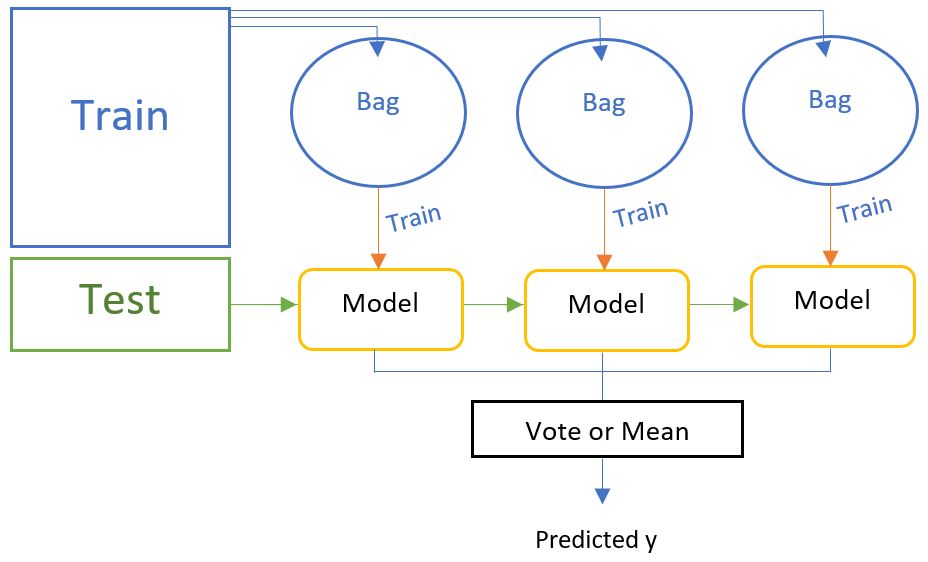 Train
Bag
Bag
Bag
Train
Train
Train
Test
Model
Model
Model
Vote or Mean
Predicted y